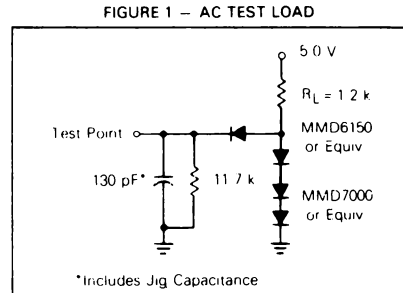 FIGURE 1 — AC TEST LOAD
5 0 V
RL = 1 2 k
Test Point
MMD6150
or Equiv
130 pF*
11 7 k
MMD7000
or Equiv
*Includes Jig Capacitance